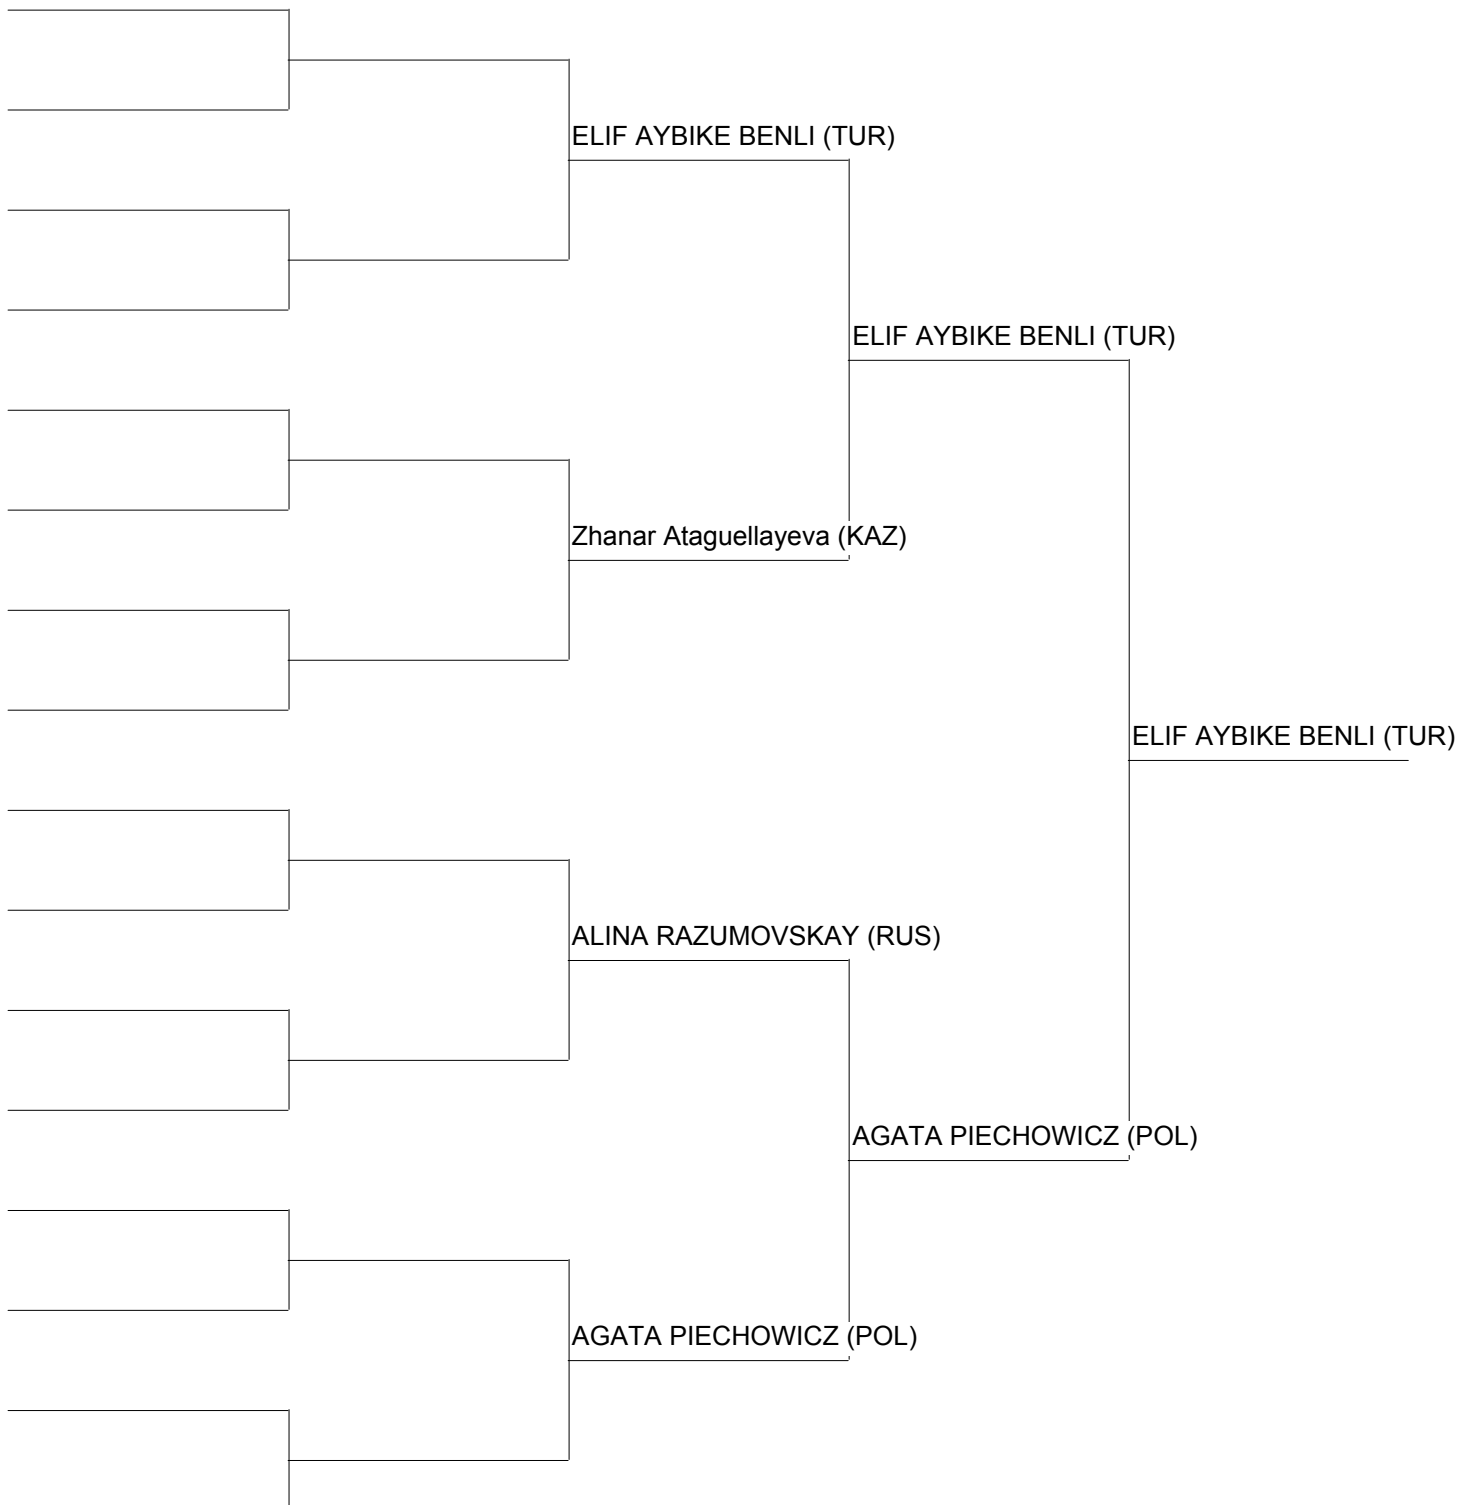 ELIF AYBIKE BENLI (TUR)
ELIF AYBIKE BENLI (TUR)
Zhanar Ataguellayeva (KAZ)
ELIF AYBIKE BENLI (TUR)
ALINA RAZUMOVSKAY (RUS)
AGATA PIECHOWICZ (POL)
AGATA PIECHOWICZ (POL)